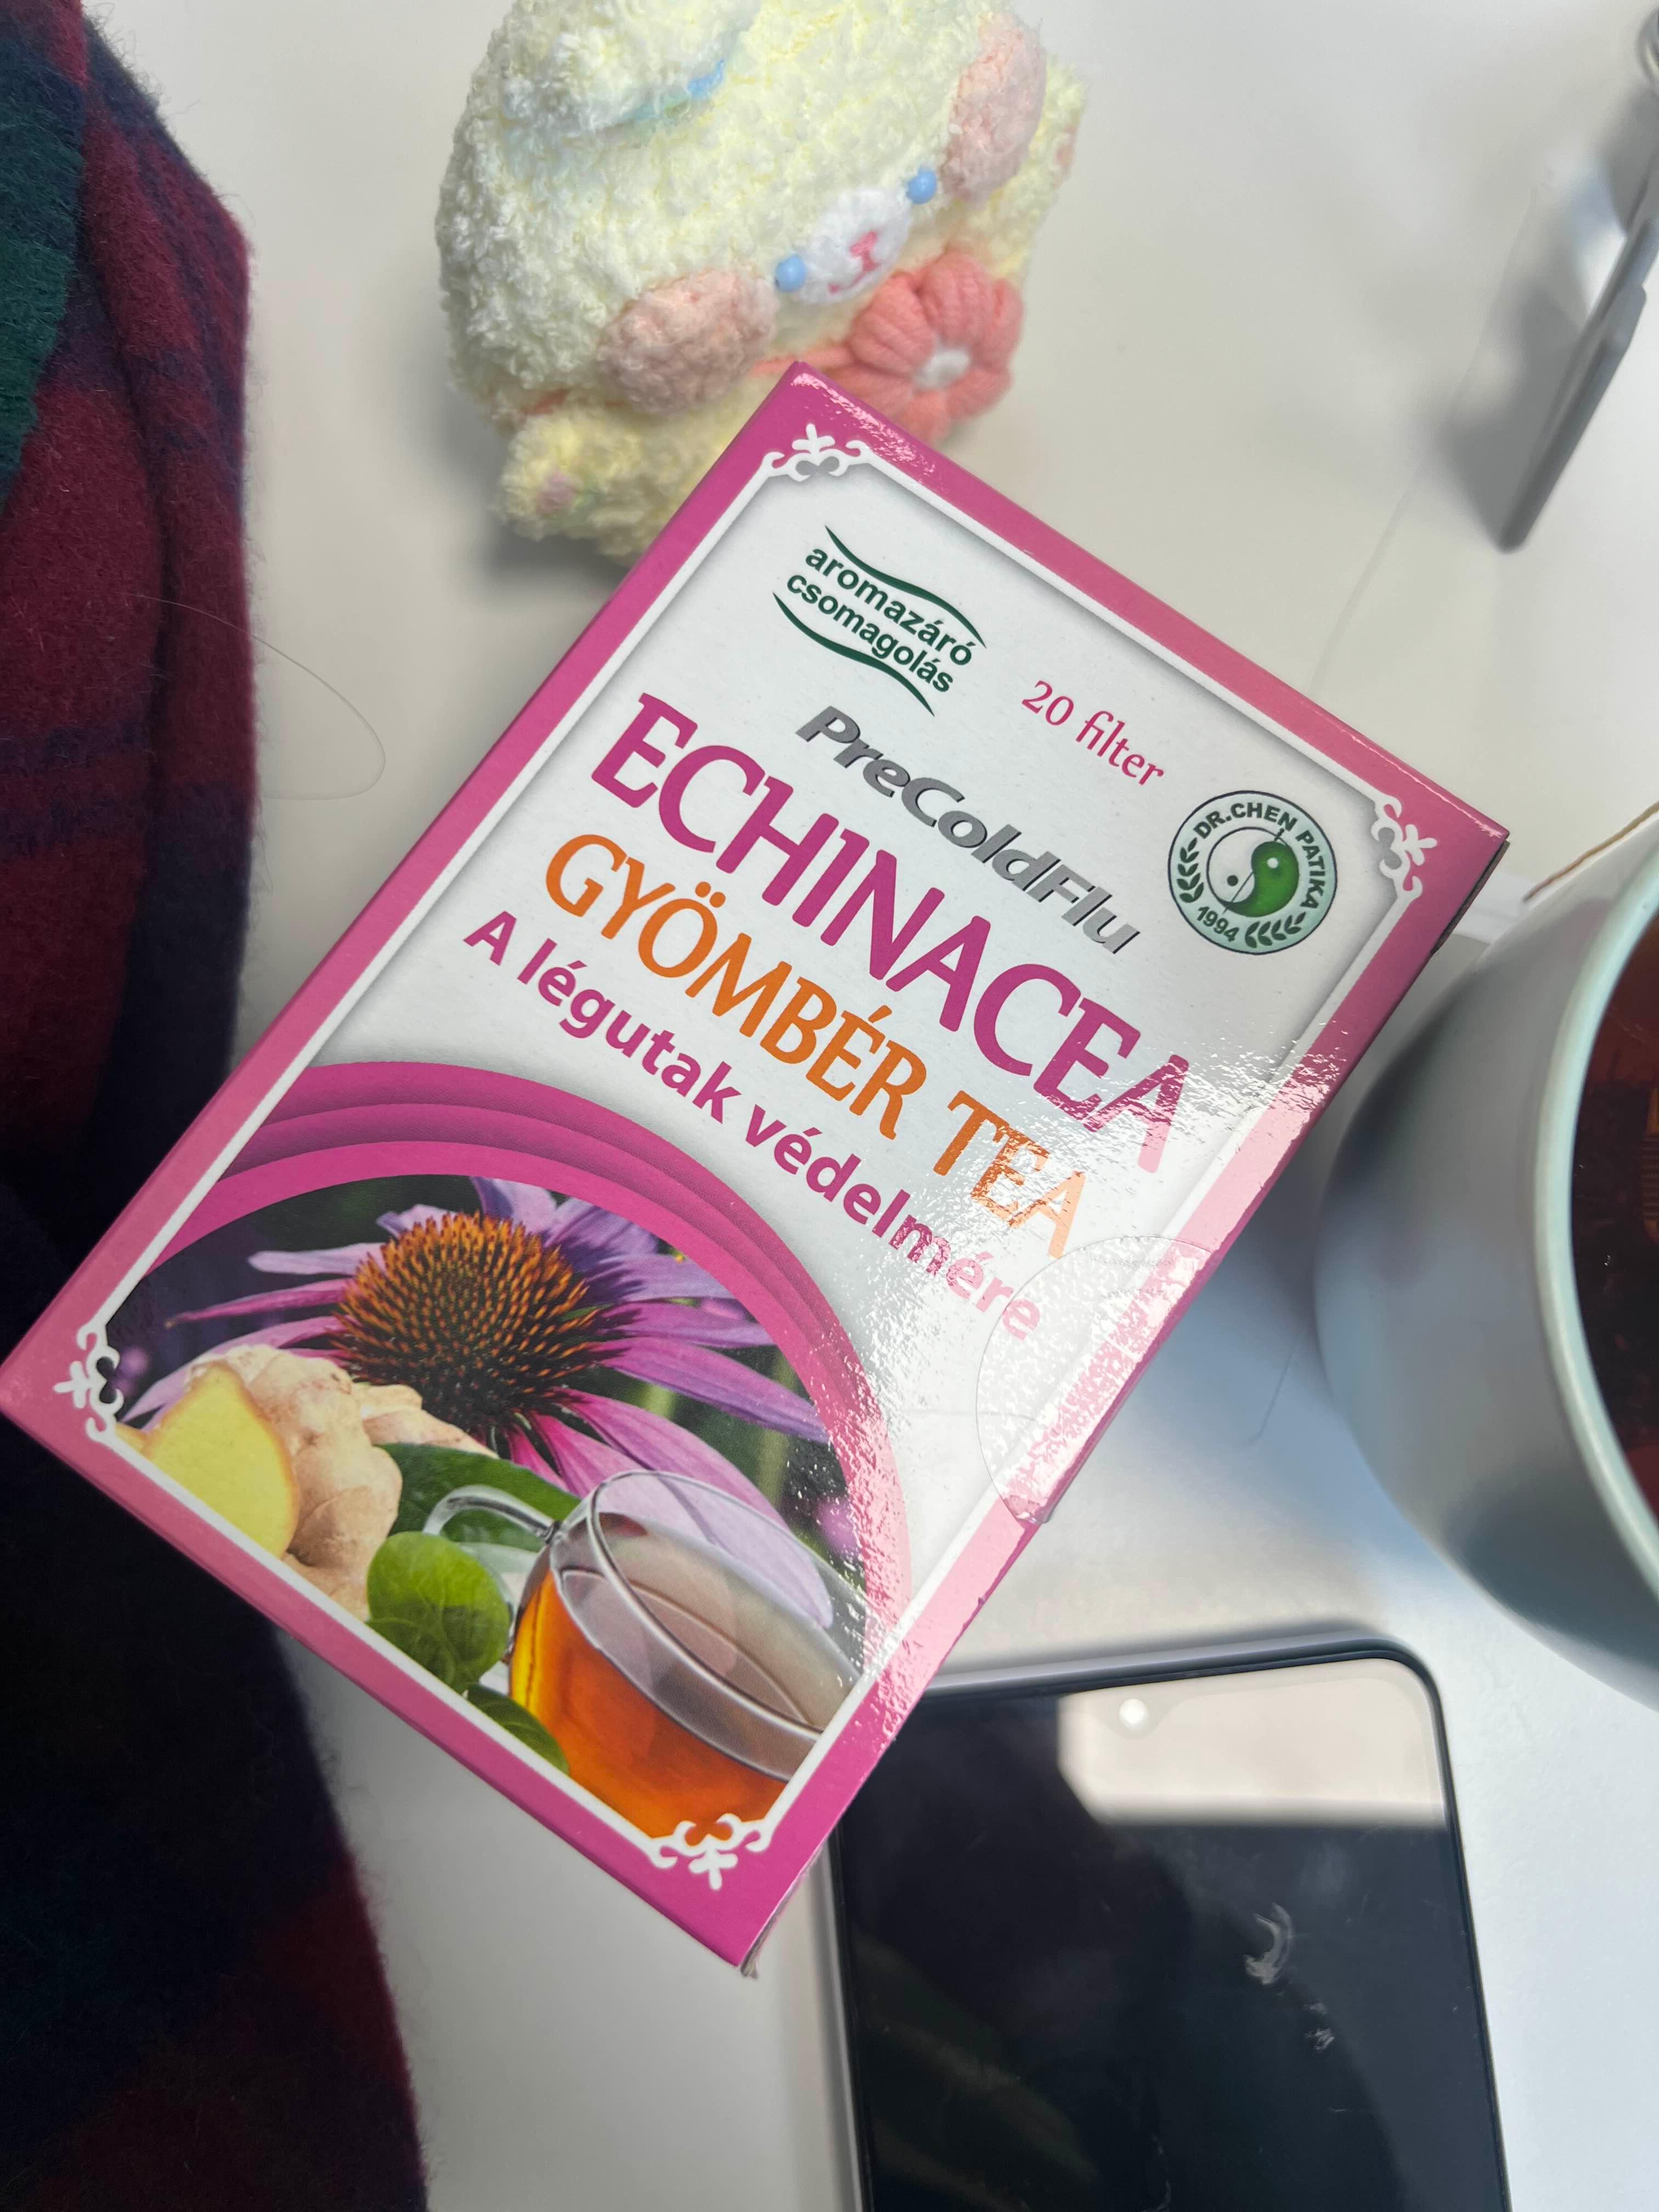 aromazáró
csomagolás
20 filter
PreColdFlu
DR.CHEN PATIKA
1994
ECHINACEA
GYÖMBÉR TEA
A légutak védelmére